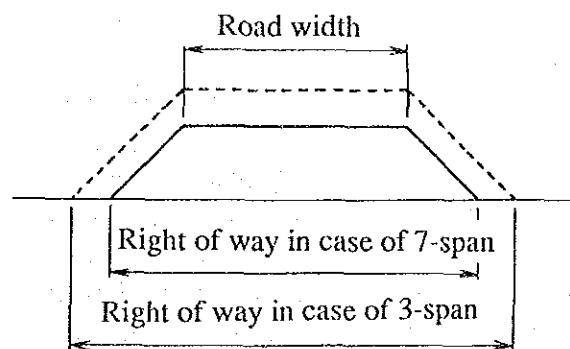 Road width
Right of way in case of 7-span
Right of way in case of 3-span